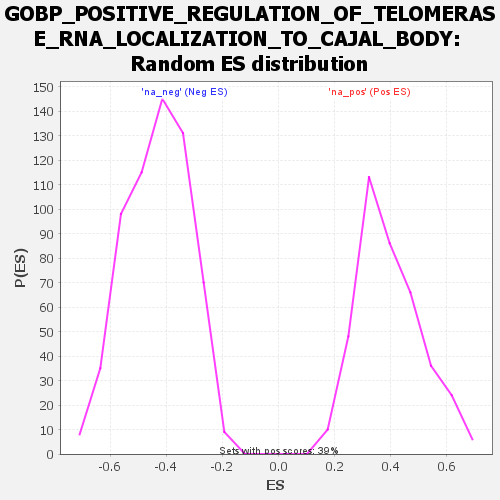 GOBP_POSITIVE_REGULATION_OF_TELOMERAS
E_RNA_LOCALIZATION_TO_CAJAL_BODY:
Random ES distribution
'na_neg' (Neg ES)
'na_pos' (Pos ES)
150
140
130
120
110
100
90
80
70
60
50
40
30
20
10
0
P(ES)
Sets with pos scores: 39%
-0.6
-0.4
-0.2
0.0
0.2
0.4
0.6
ES